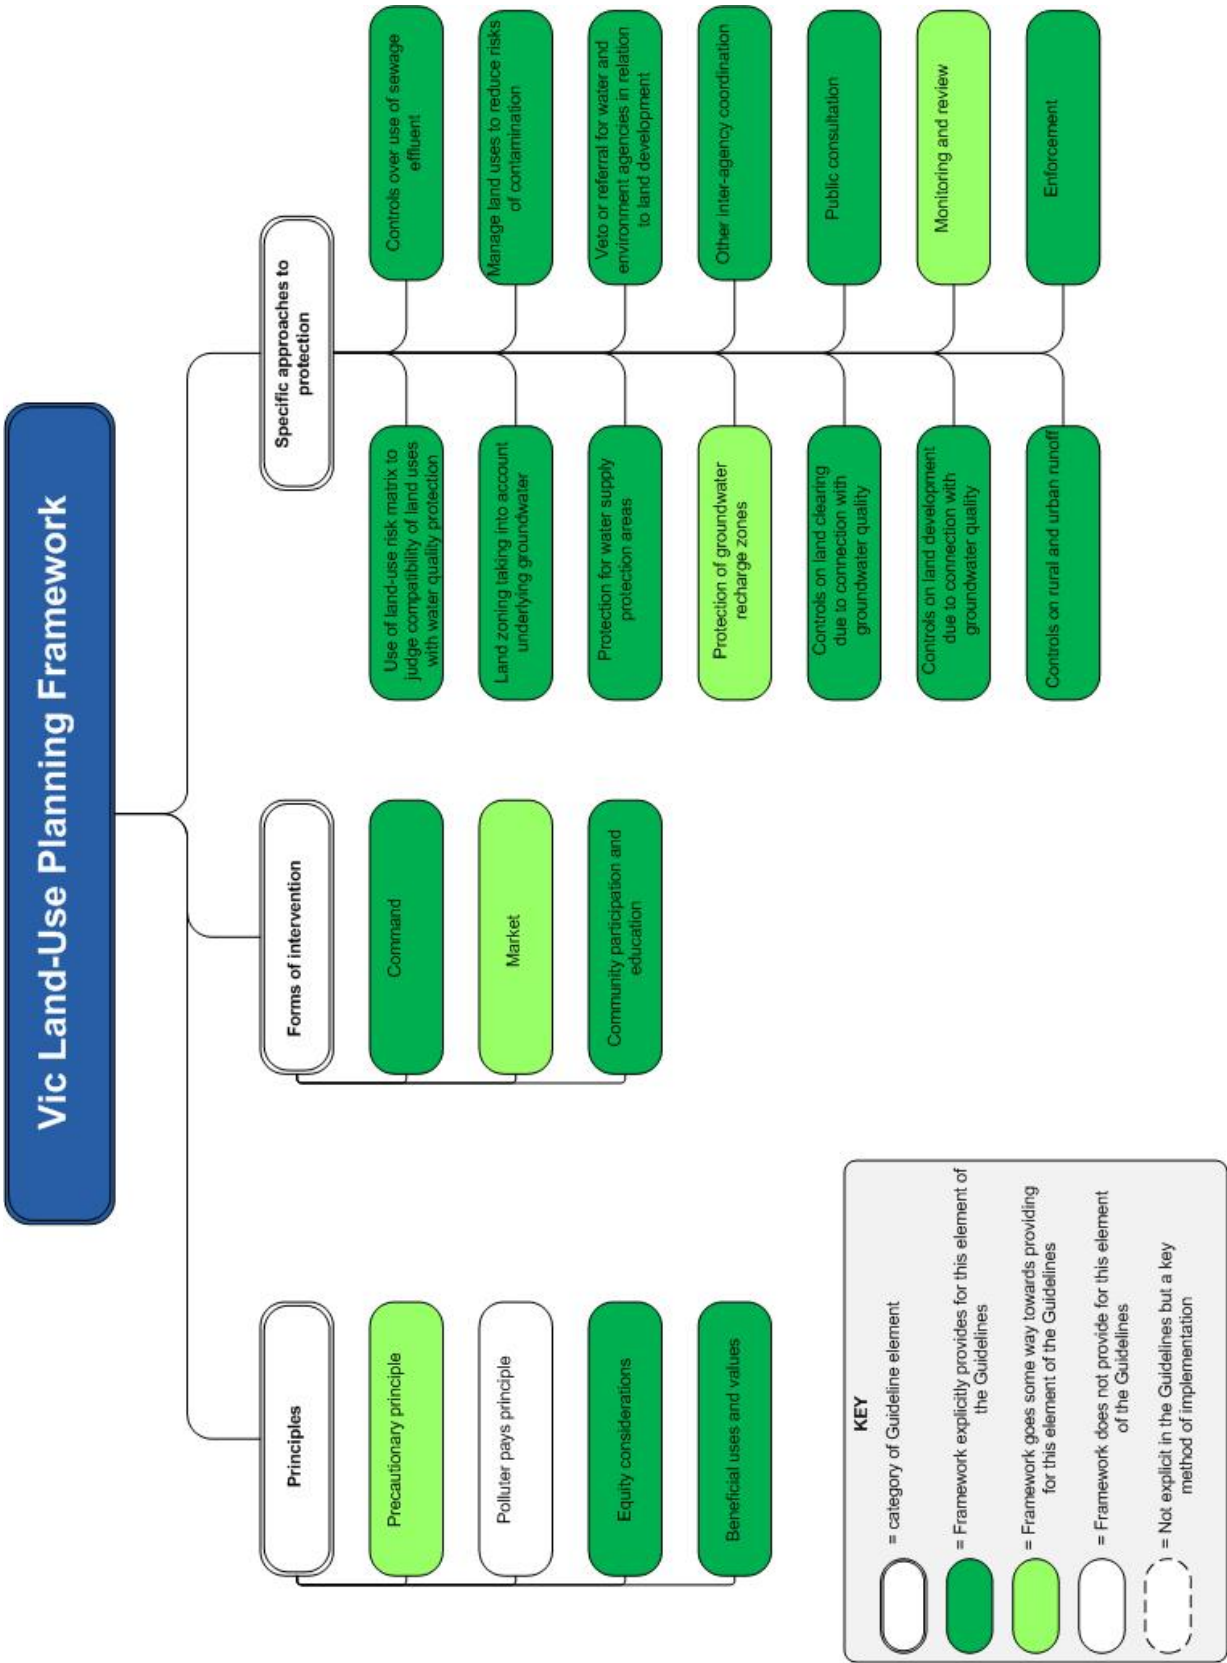 Vic Land-Use Planning Framework
Principles
Precautionary principle
Polluter pays principle
Equity considerations
Beneficial uses and values
Forms of intervention
Command
Market
Community participation and
education
Specific approaches to
protection
Use of land-use risk matrix to
judge compatibility of land uses
with water quality protection
Land zoning taking into account
underlying groundwater
Protection for water supply
protection areas
Protection of groundwater
recharge zones
Controls on land clearing
due to connection with
groundwater quality
Controls on land development
due to connection with
groundwater quality
Controls on rural and urban runoff
Controls over use of sewage
effluent
Manage land uses to reduce risks
of contamination
Veto or referral for water and
environment agencies in relation
to land development
Other inter-agency coordination
Public consultation
Monitoring and review
Enforcement
KEY
= category of Guideline element
= Framework explicitly provides for this element of
the Guidelines
= Framework goes some way towards providing
for this element of the Guidelines
= Framework does not provide for this element
of the Guidelines
= Not explicit in the Guidelines but a key
method of implementation